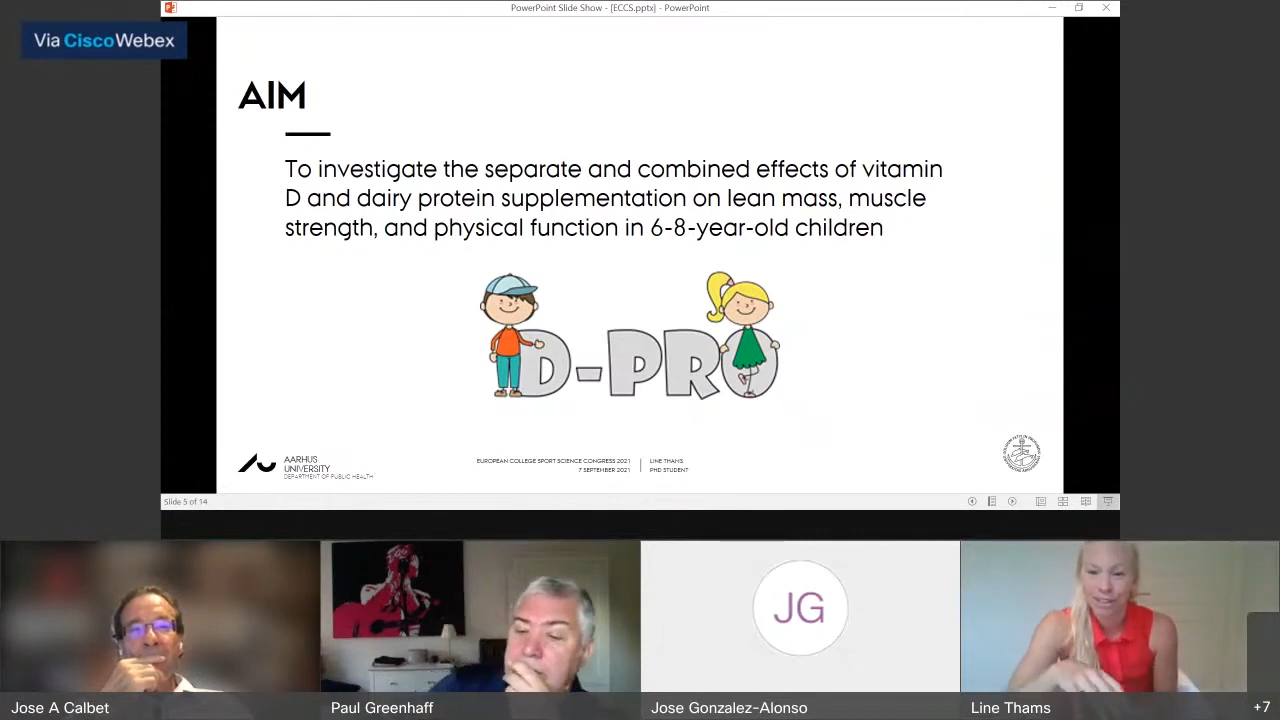 PowerPoint Slide Show - [ECCS.pptx] - PowerPoint
Via CiscoWebex
AIM
To investigate the separate and combined effects of vitamin
D and dairy protein supplementation on lean mass, muscle
strength, and physical function in 6-8-year-old children
D-PRO
AARHUS
UNIVERSITY
DEPARTMENT OF PUBLIC HEALTH
EUROPEAN COLLEGE SPORT SCIENCE CONGRESS 2021
7 SEPTEMBER 2021
LINE THAMS
PHD STUDENT
Slide 5 of 14
JG
Jose A Calbet
Paul Greenhaff
Jose Gonzalez-Alonso
Line Thams
+7